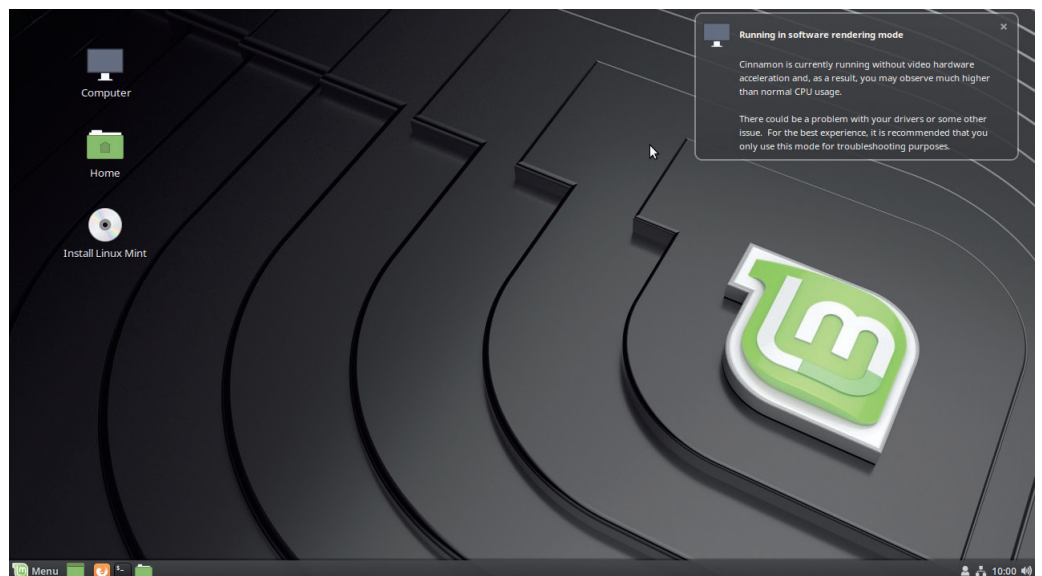 Running in software rendering mode
Cinnamon is currently running without video hardware
acceleration and, as a result, you may observe much higher
than normal CPU usage.
There could be a problem with your drivers or some other
issue.  For the best experience, it is recommended that you
only use this mode for troubleshooting purposes.
Computer
Home
Install Linux Mint
lm
Menu
$_
10:00